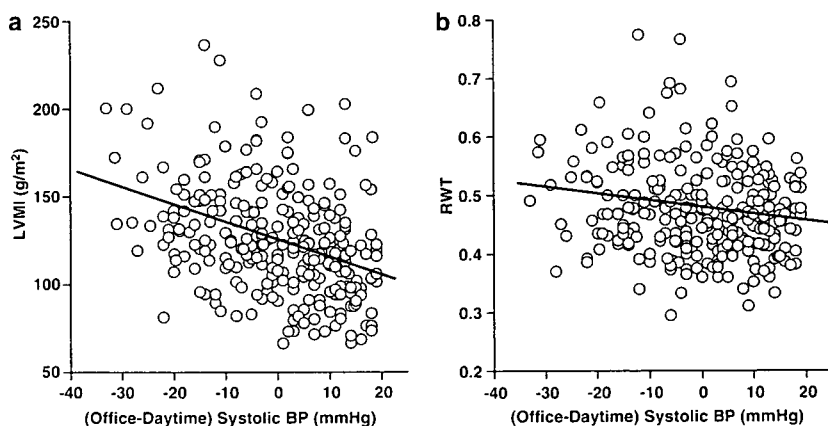 a
250
200
150
100
50
LVMI (g/m²)
-40 -30 -20 -10 0 10 20
(Office-Daytime) Systolic BP (mmHg)
b
0.8
0.7
0.6
0.5
0.4
0.3
0.2
RWT
-40 -30 -20 -10 0 10 20
(Office-Daytime) Systolic BP (mmHg)